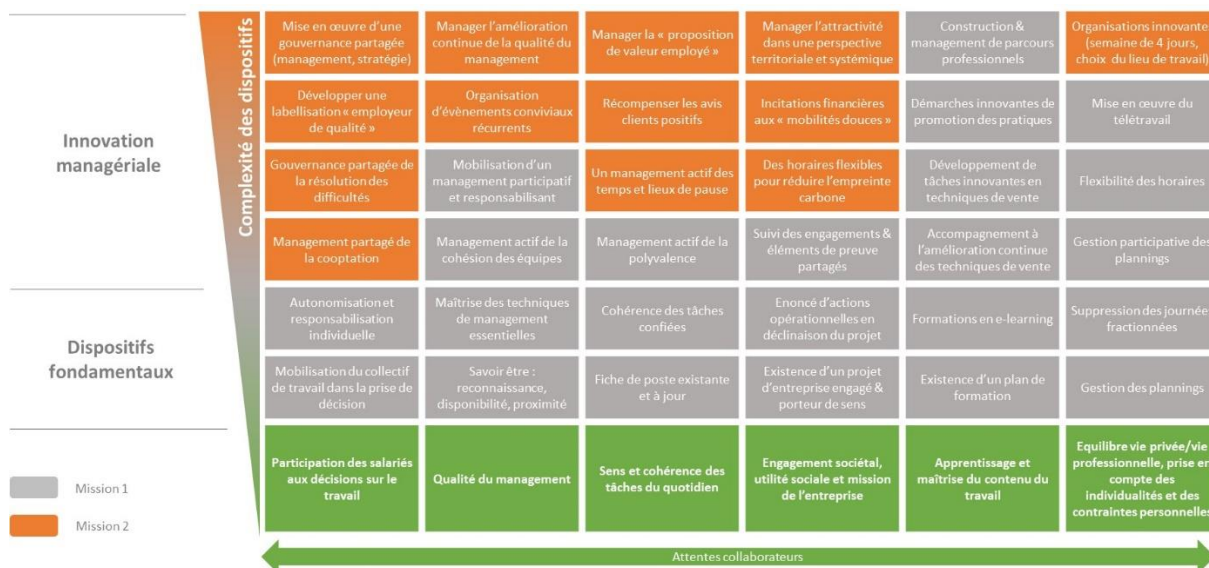 Complexité des dispositifs
Innovation
managériale
Dispositifs
fondamentaux
Mission 1
Mission 2
Mise en œuvre d’une
gouvernance partagée
(management, stratégie)
Manager l’amélioration
continue de la qualité du
management
Manager la « proposition
de valeur employé »
Manager l’attractivité
dans une perspective
territoriale et systémique
Construction &
management de parcours
professionnels
Organisations innovante
(semaine de 4 jours,
choix du lieu de travail)
Développer une
labellisation « employeur
de qualité »
Organisation
d’évènements conviviaux
récurrents
Récompenser les avis
clients positifs
Incitations financières
aux « mobilités douces »
Démarches innovantes de
promotion des pratiques
Mise en œuvre du
télétravail
Gouvernance partagée de
la résolution des
difficultés
Mobilisation d’un
management participatif
et responsabilisant
Un management actif des
temps et lieux de pause
Des horaires flexibles
pour réduire l’empreinte
carbone
Développement de
tâches innovantes en
techniques de vente
Flexibilité des horaires
Management partagé de
la cooptation
Management actif de la
cohésion des équipes
Management actif de la
polyvalence
Suivi des engagements &
éléments de preuve
partagés
Accompagnement à
l’amélioration continue
des techniques de vente
Gestion participative des
plannings
Autonomisation et
responsabilisation
individuelle
Maîtrise des techniques
de management
essentielles
Cohérence des tâches
confiées
Enoncé d’actions
opérationnelles en
déclinaison du projet
Formations en e-learning
Suppression des journée
fractionnées
Mobilisation du collectif
de travail dans la prise de
décision
Savoir être :
reconnaissance,
disponibilité, proximité
Fiche de poste existante
et à jour
Existence d’un projet
d’entreprise engagé &
porteur de sens
Existence d’un plan de
formation
Gestion des plannings
Participation des salariés
aux décisions sur le
travail
Qualité du management
Sens et cohérence des
tâches du quotidien
Engagement sociétal,
utilité sociale et mission
de l’entreprise
Apprentissage et
maîtrise du contenu du
travail
Equilibre vie privée/vie
professionnelle, prise en
compte des
individualités et des
contraintes personnelles
Attentes collaborateurs